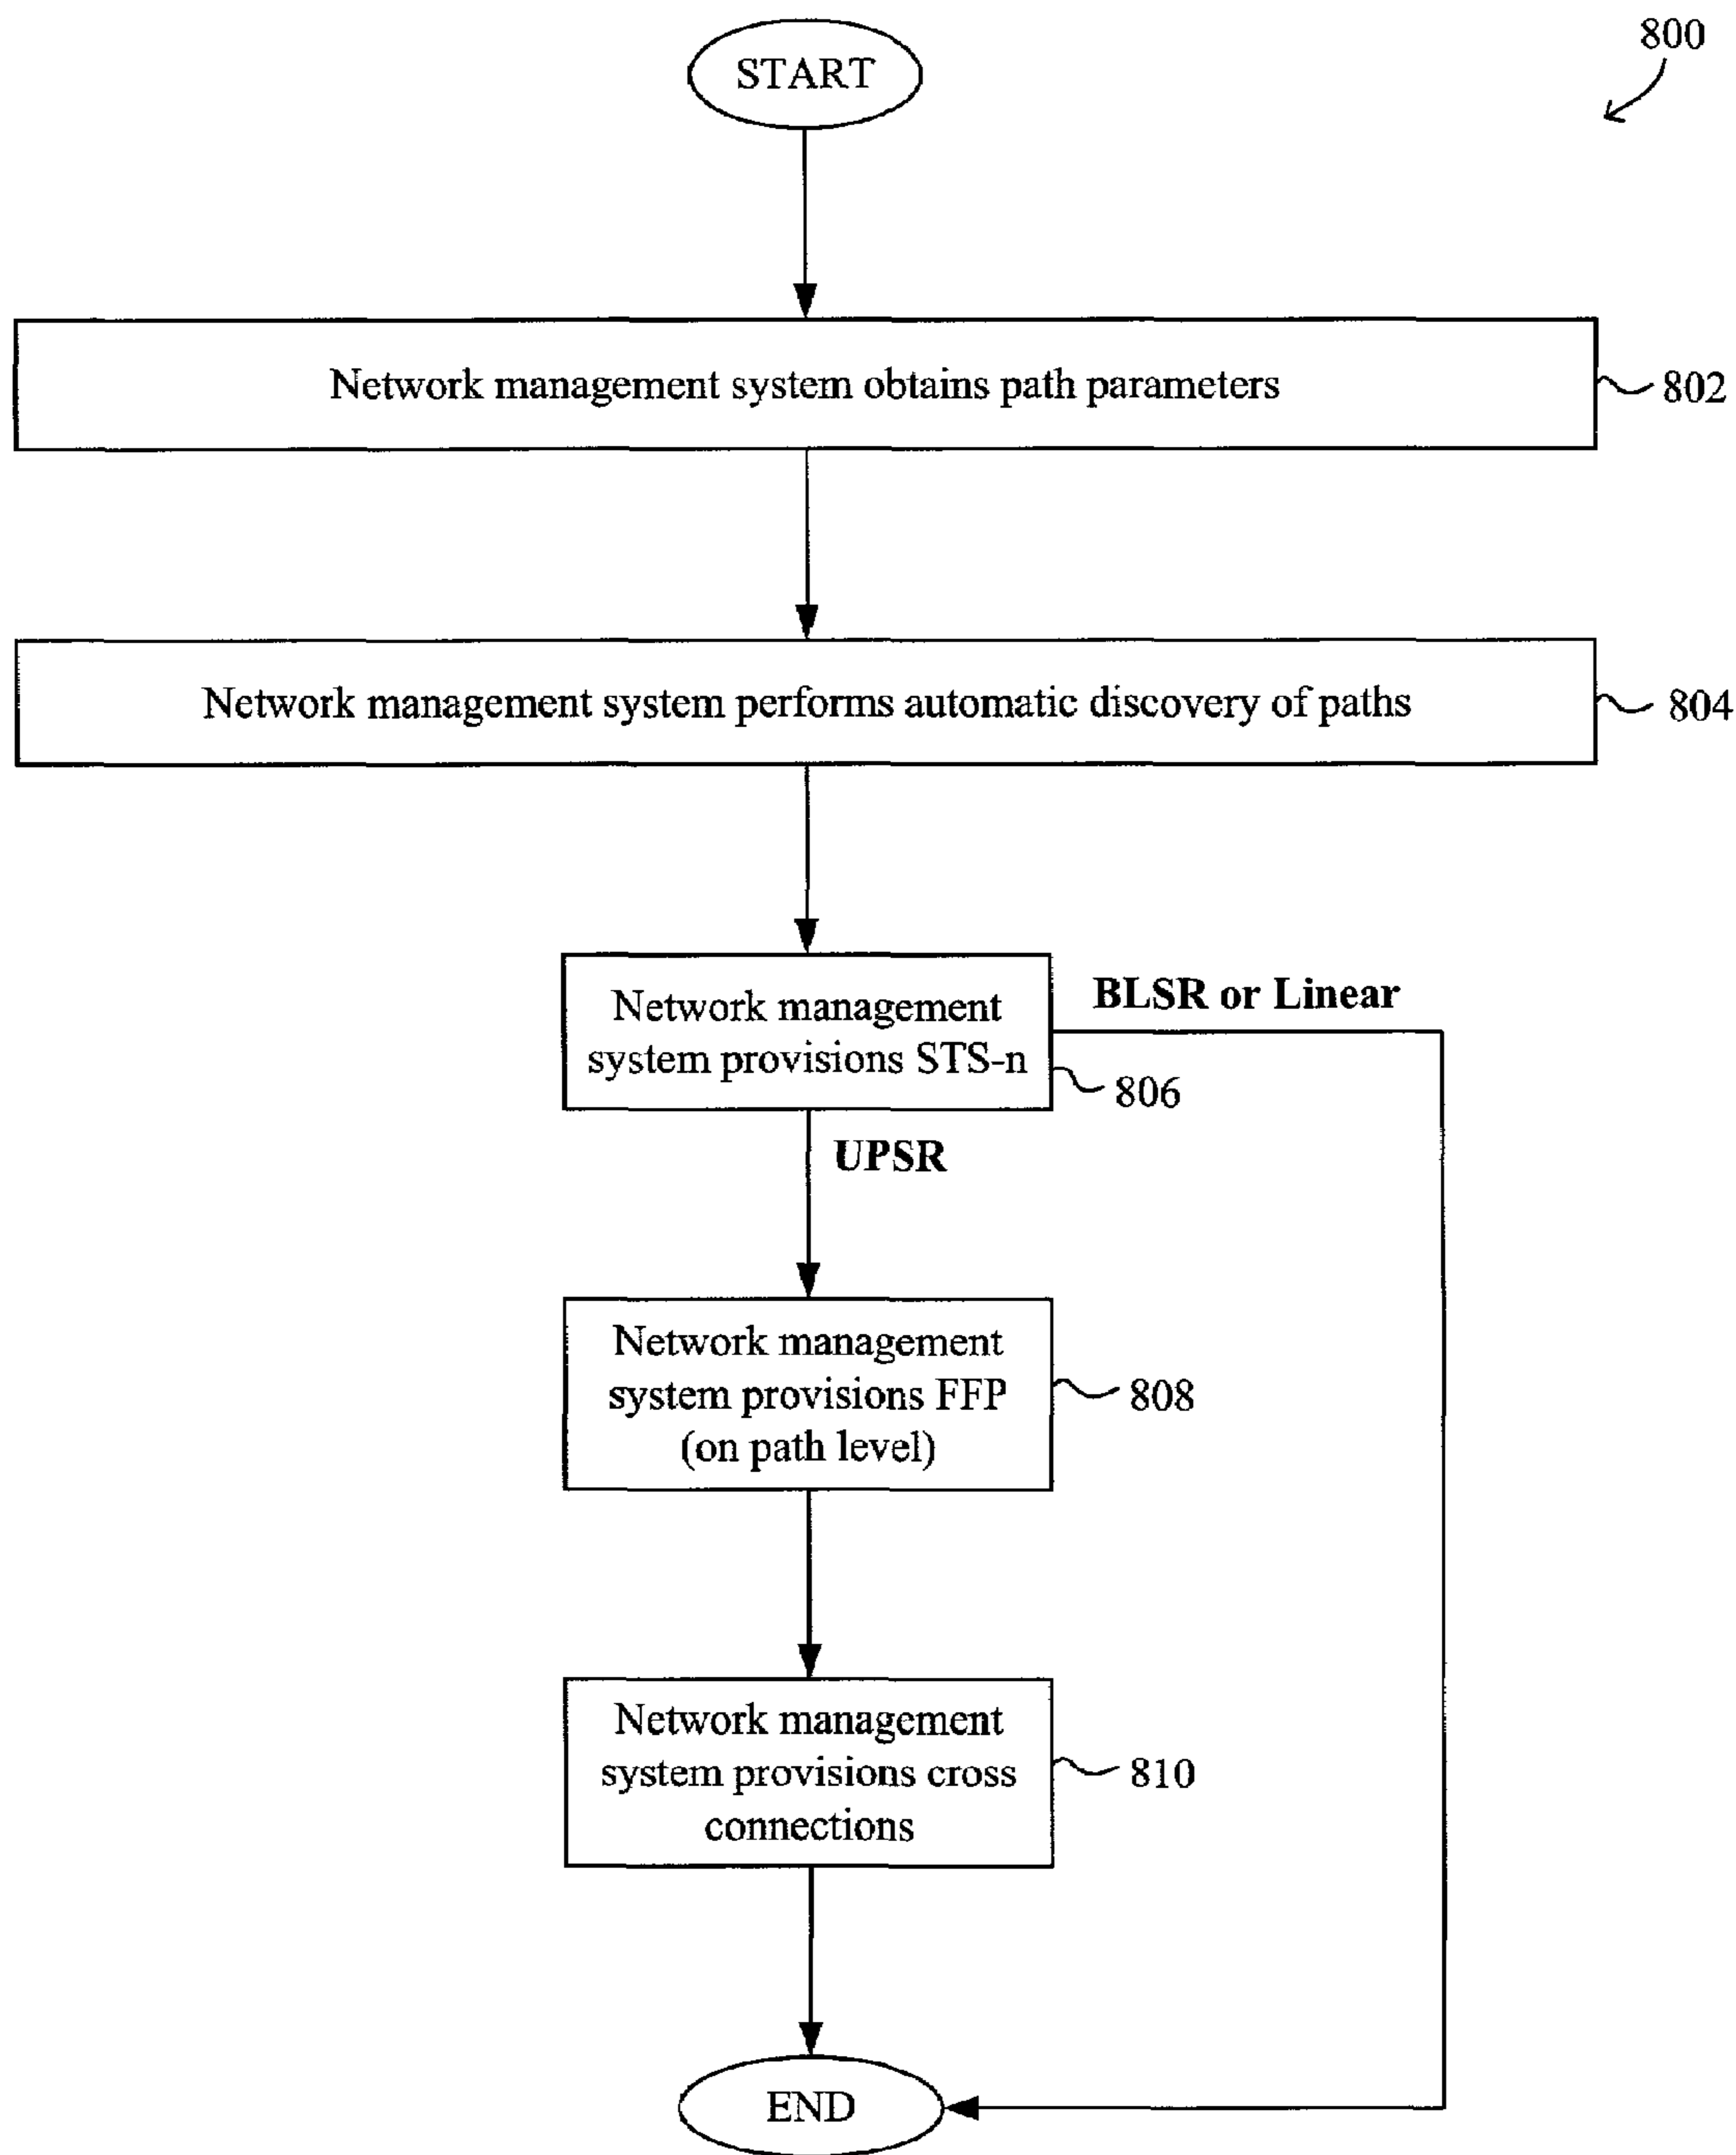 800
START
Network management system obtains path parameters
802
Network management system performs automatic discovery of paths
804
Network management
system provisions STS-n
806
BLSR or Linear
UPSR
Network management
system provisions FFP
(on path level)
808
Network management
system provisions cross
connections
810
END